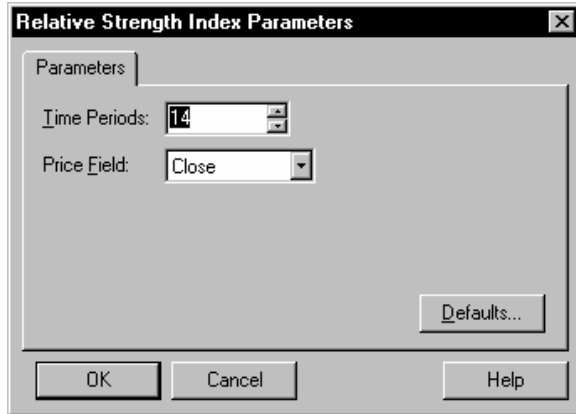 Relative Strength Index Parameters
Parameters
Time Periods: 14
Price Field: Close
Defaults...
OK Cancel Help